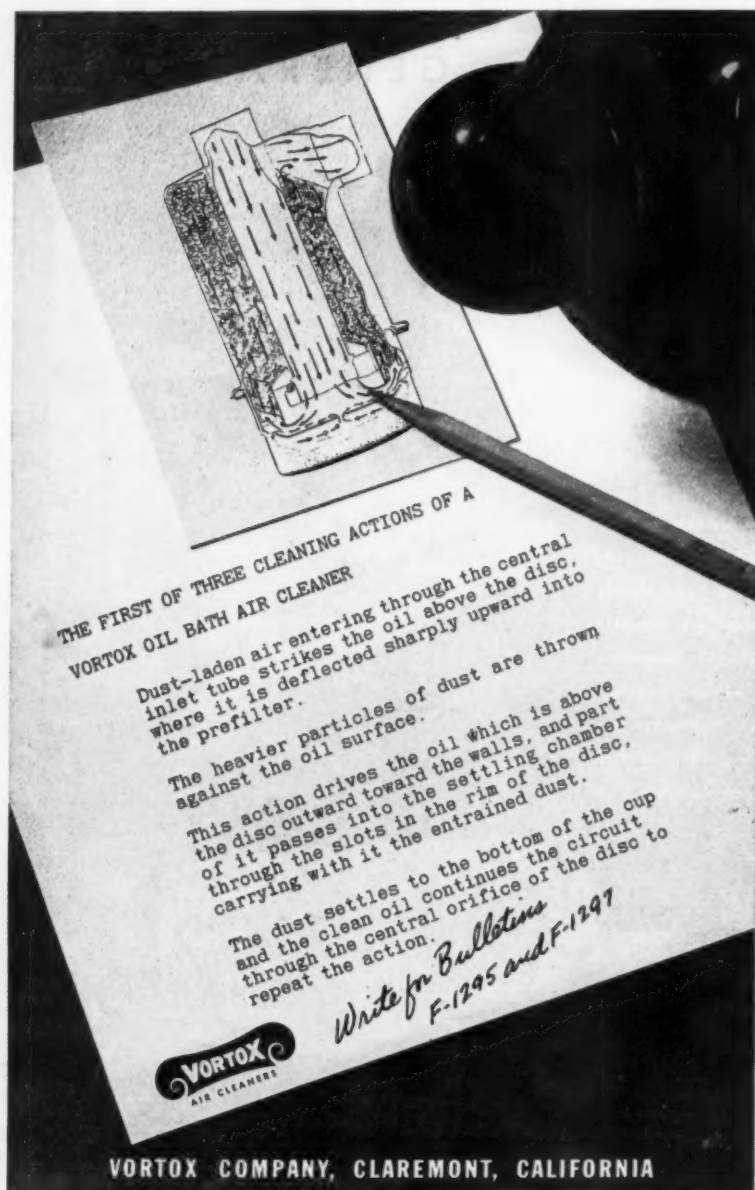 THE FIRST OF THREE CLEANING ACTIONS OF A
VORTOX OIL BATH AIR CLEANER
Dust-laden air entering through the central
inlet tube strikes the oil above the disc,
where it is deflected sharply upward into
the prefilter.
The heavier particles of dust are thrown
against the oil surface.
This action drives the oil which is above
the disc outward toward the walls, and part
of it passes into the settling chamber
through the slots in the rim of the disc,
carrying with it the entrained dust.
The dust settles to the bottom of the cup
and the clean oil continues the circuit
through the central orifice of the disc to
repeat the action.
Write for Bulletins
F-1295 and F-1297
VORTOX
AIR CLEANERS
VORTOX COMPANY, CLAREMONT, CALIFORNIA